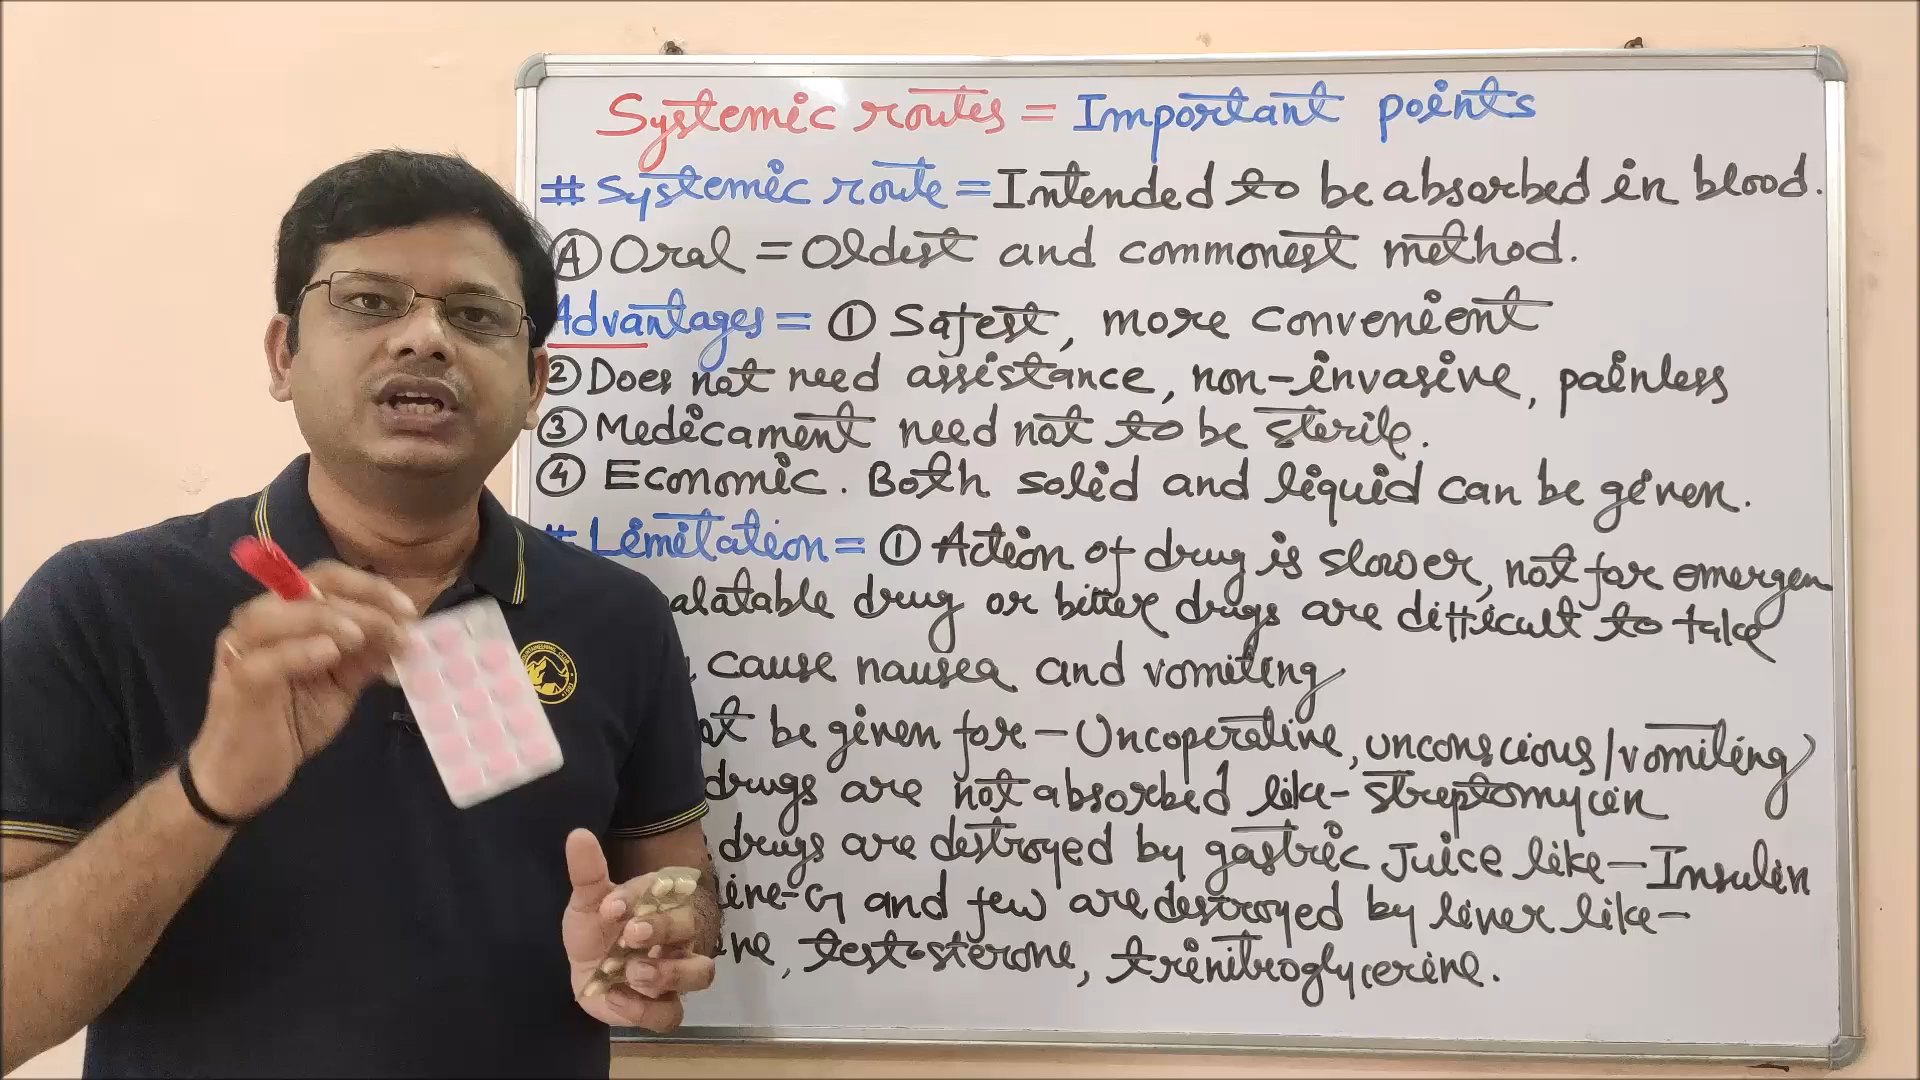 Systemic routes = Important points
# Systemic route = Intended to be absorbed in blood.
Ⓐ Oral = Oldest and commonest method.
Advantages = ① Safest, more convenient
② Does not need assistance, non-invasive, painless
③ Medicament need not to be sterile.
④ Economic. Both solid and liquid can be given.
# Limitation = ① Action of drug is slower, not for emergen
palatable drug or bitter drugs are difficult to take
cause nausea and vomiting
be given for - Uncoperative, unconscious/vomiting
drugs are not absorbed like - Streptomycin
drugs are destroyed by gastric Juice like - Insulin
-G and few are destroyed by liver like -
, testosterone, trinitroglycerine.